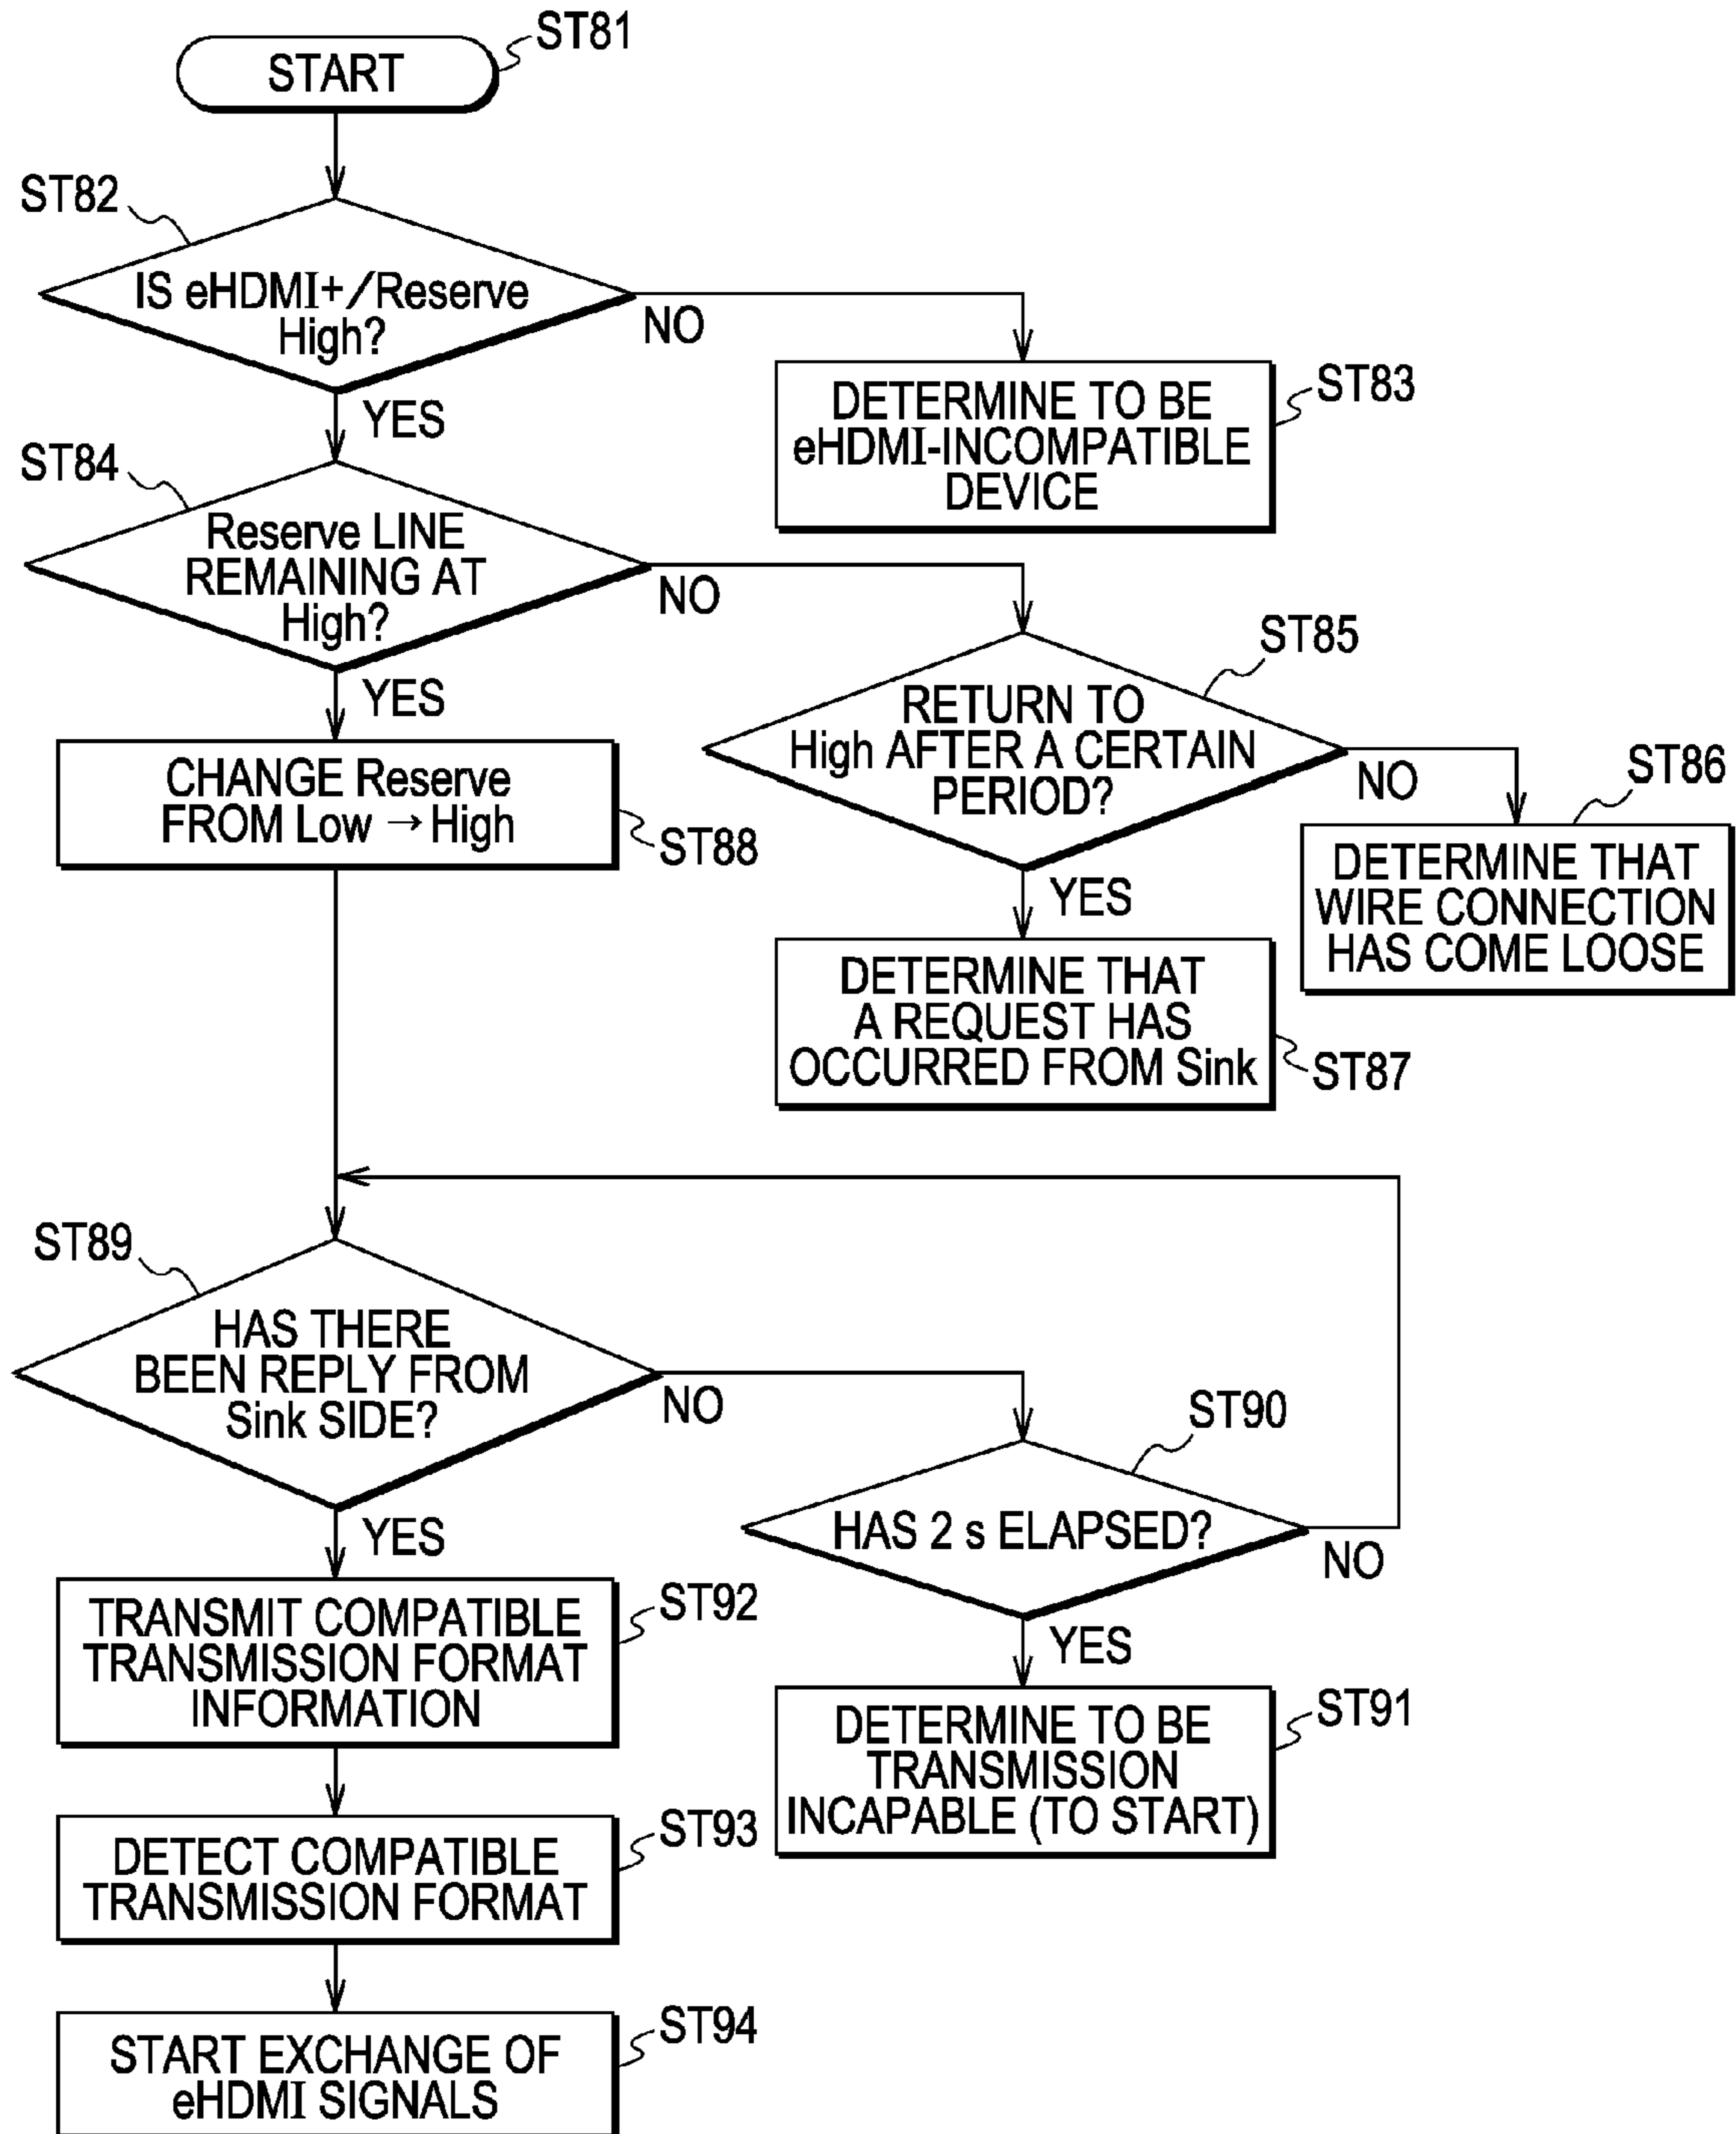 START
ST81
ST82
IS eHDMI+/Reserve
High?
NO
YES
DETERMINE TO BE
eHDMI-INCOMPATIBLE
DEVICE
ST83
ST84
Reserve LINE
REMAINING AT
High?
NO
YES
ST85
RETURN TO
High AFTER A CERTAIN
PERIOD?
NO
YES
ST86
DETERMINE THAT
WIRE CONNECTION
HAS COME LOOSE
DETERMINE THAT
A REQUEST HAS
OCCURRED FROM Sink
ST87
CHANGE Reserve
FROM Low → High
ST88
ST89
HAS THERE
BEEN REPLY FROM
Sink SIDE?
NO
YES
ST90
HAS 2 s ELAPSED?
NO
YES
DETERMINE TO BE
TRANSMISSION
INCAPABLE (TO START)
ST91
TRANSMIT COMPATIBLE
TRANSMISSION FORMAT
INFORMATION
ST92
DETECT COMPATIBLE
TRANSMISSION FORMAT
ST93
START EXCHANGE OF
eHDMI SIGNALS
ST94